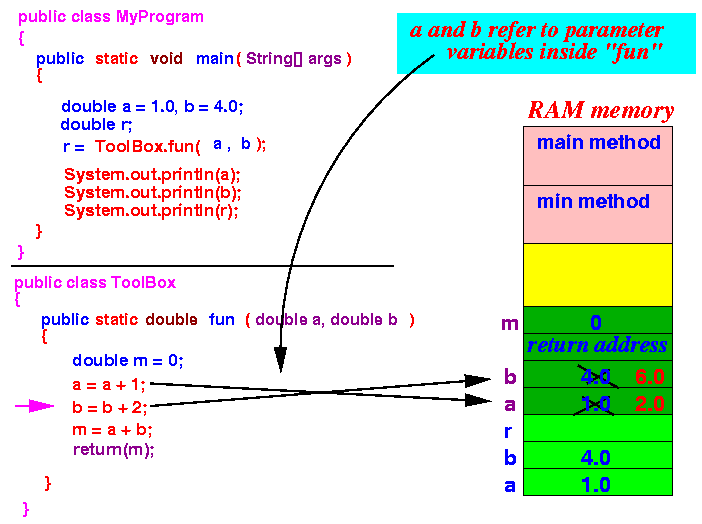 public class MyProgram
{
public static void main( String[] args )
{
double a = 1.0, b = 4.0;
double r;
r = ToolBox.fun( a , b );
System.out.println(a);
System.out.println(b);
System.out.println(r);
}
}
public class ToolBox
{
public static double fun ( double a, double b )
{
double m = 0;
a = a + 1;
b = b + 2;
m = a + b;
return(m);
}
}
a and b refer to parameter
variables inside "fun"
RAM memory
main method
min method
m 0
return address
b 4.0 6.0
a 1.0 2.0
r
b 4.0
a 1.0